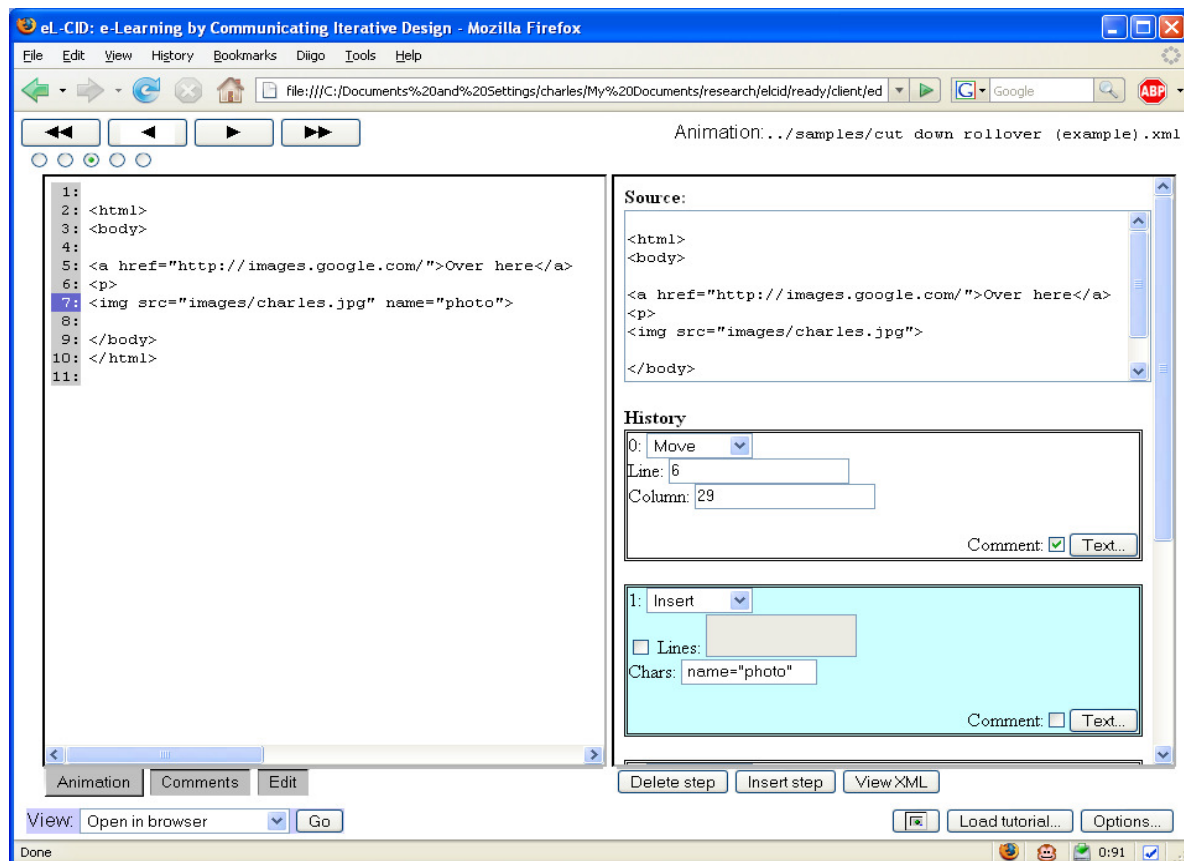 eL-CID: e-Learning by Communicating Iterative Design - Mozilla Firefox
File Edit View History Bookmarks Diigo Tools Help
file:///C:/Documents%20and%20Settings/charles/My%20Documents/research/elcid/ready/client/ed
G Google
ABP
Animation:../samples/cut down rollover (example).xml
1:
2: <html>
3: <body>
4:
5: <a href="http://images.google.com/">Over here</a>
6: <p>
7: <img src="images/charles.jpg" name="photo">
8:
9: </body>
10: </html>
11:
Animation Comments Edit
Source:
<html>
<body>
<a href="http://images.google.com/">Over here</a>
<p>
<img src="images/charles.jpg">
</body>
History
0: Move
Line: 6
Column: 29
Comment: Text...
1: Insert
Lines:
Chars: name="photo"
Comment: Text...
Delete step Insert step View XML
View: Open in browser Go
Load tutorial... Options...
Done
0:91